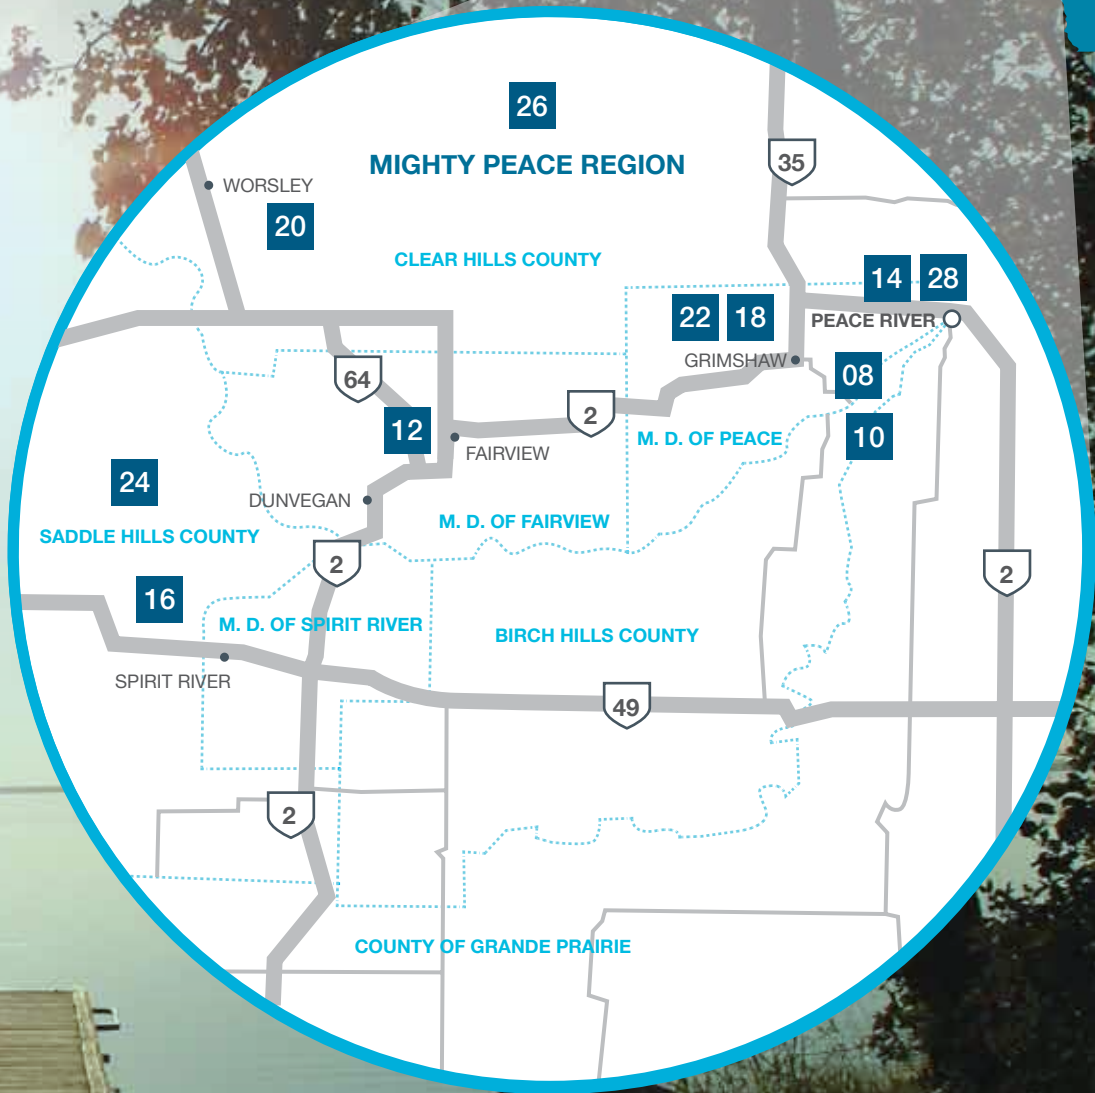 26
MIGHTY PEACE REGION
35
WORSLEY
20
CLEAR HILLS COUNTY
14
28
22
18
PEACE RIVER
GRIMSHAW
64
08
2
12
M. D. OF PEACE
10
FAIRVIEW
24
DUNVEGAN
M. D. OF FAIRVIEW
SADDLE HILLS COUNTY
2
2
16
M. D. OF SPIRIT RIVER
BIRCH HILLS COUNTY
SPIRIT RIVER
49
2
COUNTY OF GRANDE PRAIRIE